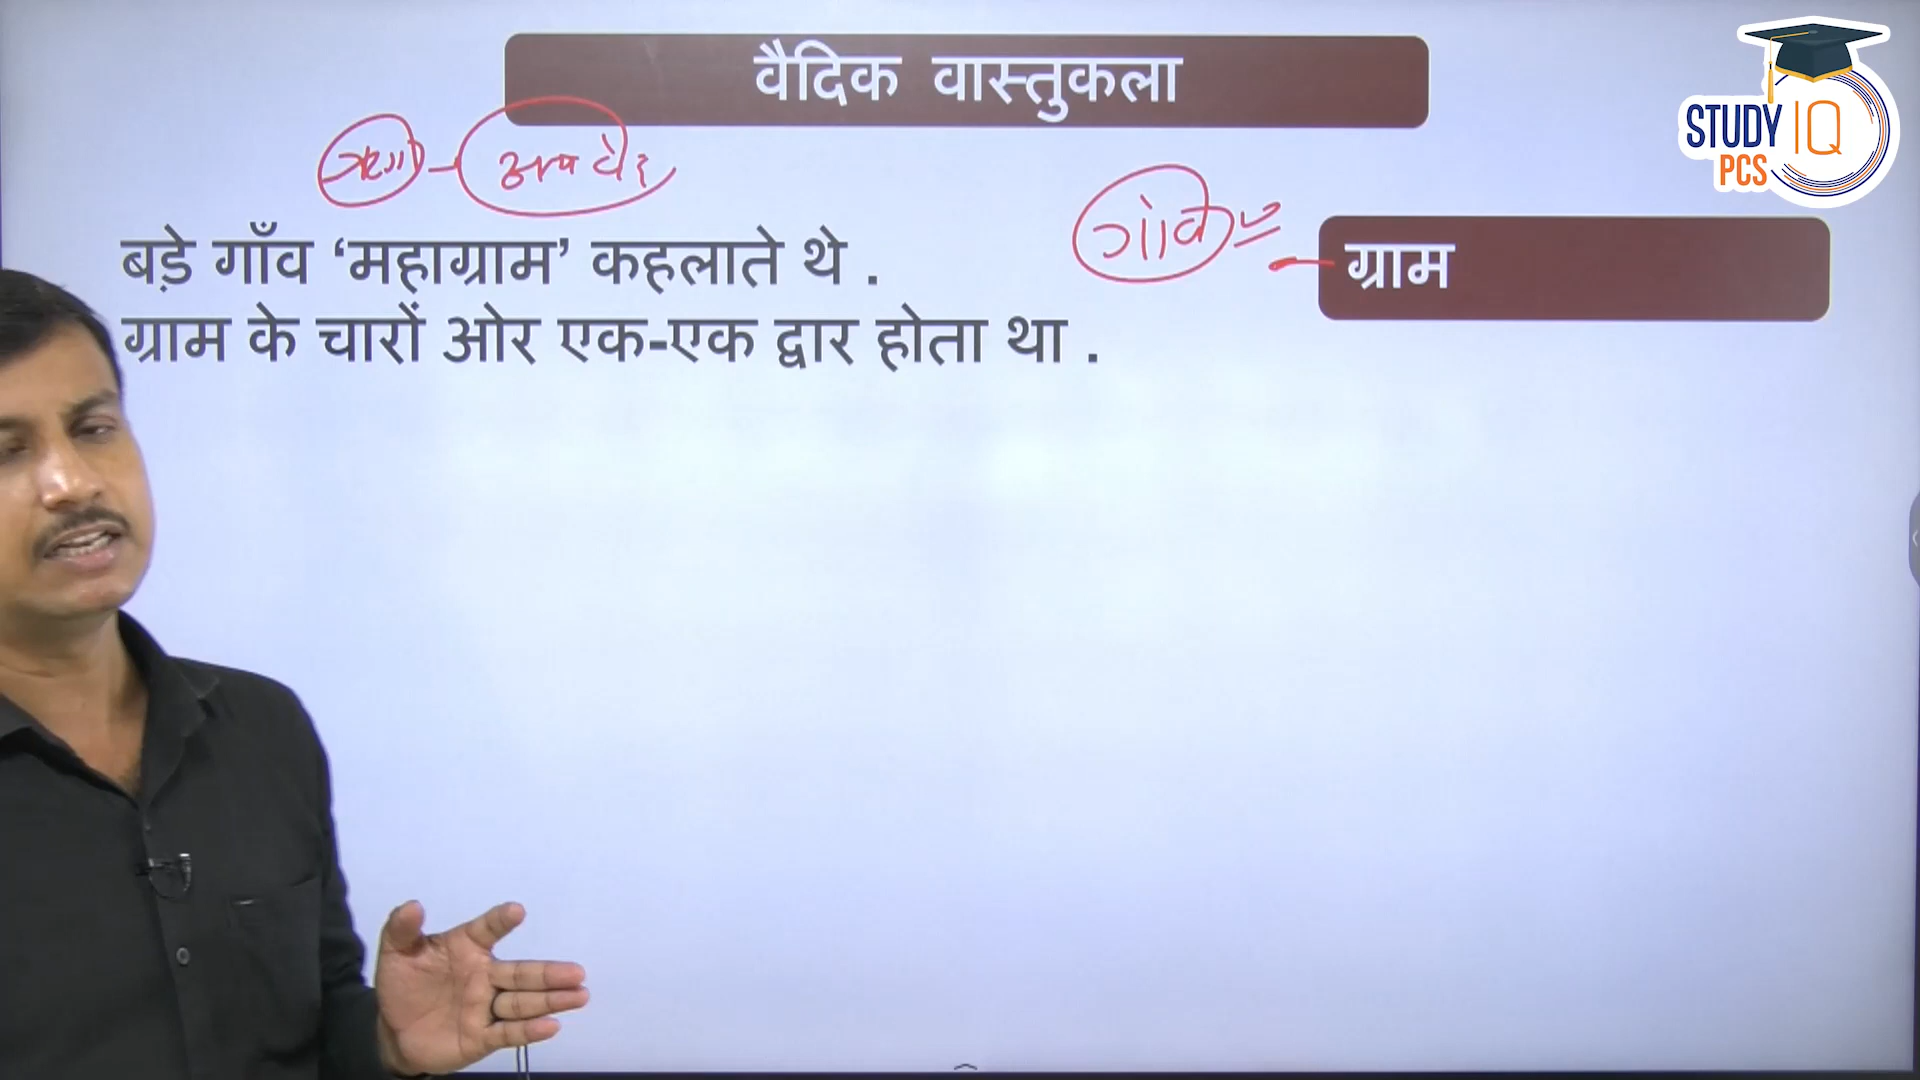 वैदिक वास्तुकला
STUDY IQ
PCS
बड़े गाँव ‘महाग्राम’ कहलाते थे .
गांव
ग्राम
ग्राम के चारों ओर एक-एक द्वार होता था .